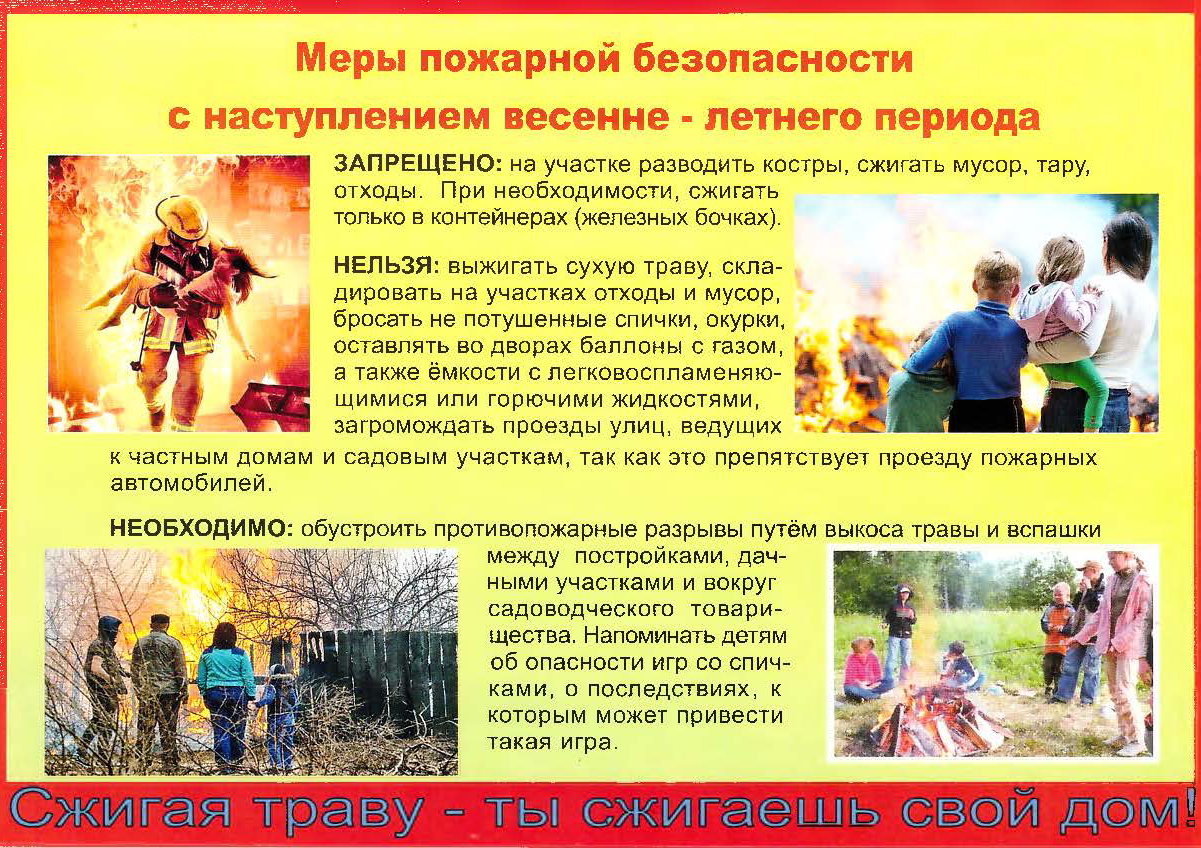 Меры пожарной безопасности
с наступлением весенне - летнего периода
ЗАПРЕЩЕНО: на участке разводить костры, сжигать мусор, тару,
отходы. При необходимости, сжигать
только в контейнерах (железных бочках).
НЕЛЬЗЯ: выжигать сухую траву, скла-
дировать на участках отходы и мусор,
бросать не потушенные спички, окурки,
оставлять во дворах баллоны с газом,
а также ёмкости с легковоспламеняю-
щимися или горючими жидкостями,
загромождать проезды улиц, ведущих
к частным домам и садовым участкам, так как это препятствует проезду пожарных
автомобилей.
НЕОБХОДИМО: обустроить противопожарные разрывы путём выкоса травы и вспашки
между постройками, дач-
ными участками и вокруг
садоводческого товари-
щества. Напоминать детям
об опасности игр со спич-
ками, о последствиях, к
которым может привести
такая игра.
Сжигая траву - ты сжигаешь свой дом!